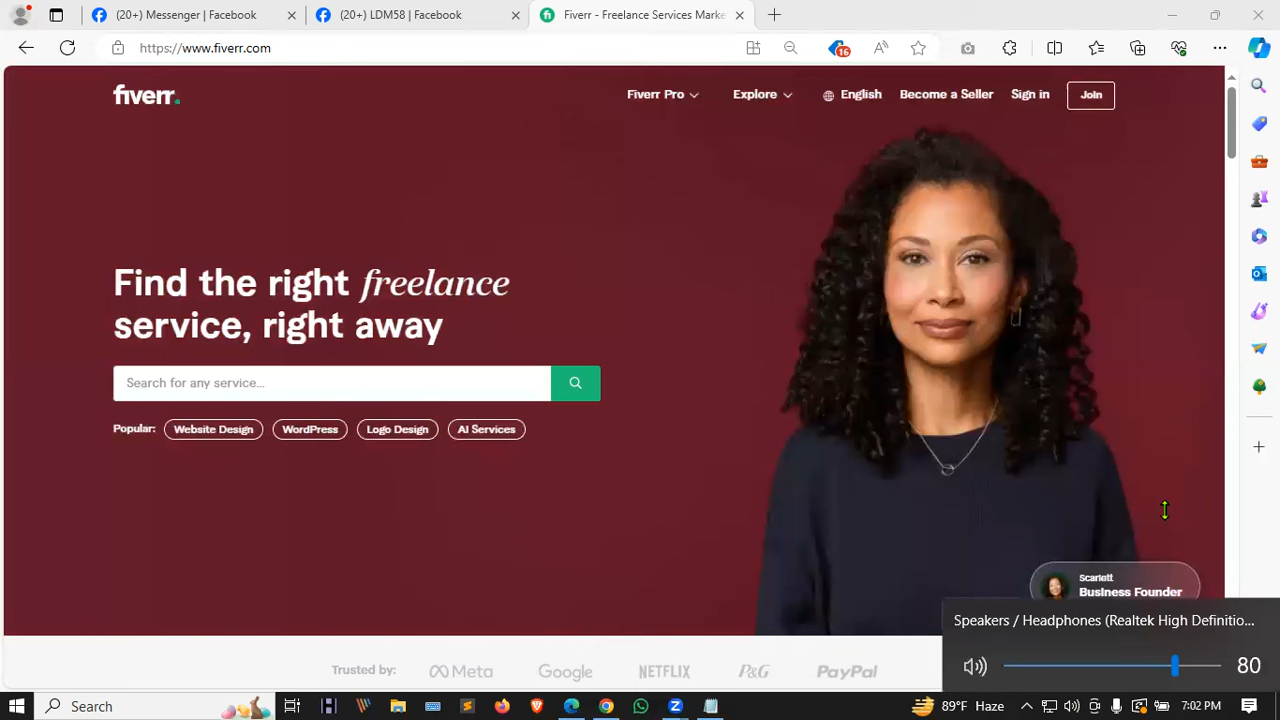 (20+) Messenger | Facebook
(20+) LDM58 | Facebook
Fiverr - Freelance Services Marke
https://www.fiverr.com
16
fiverr.
Fiverr Pro
Explore
English
Become a Seller
Sign in
Join
Find the right freelance
service, right away
Search for any service...
Popular:
Website Design
WordPress
Logo Design
AI Services
Scarlett
Business Founder
Trusted by:
Meta
Google
NETFLIX
P&G
PayPal
Speakers / Headphones (Realtek High Definitio...
80
Search
89°F Haze
7:02 PM